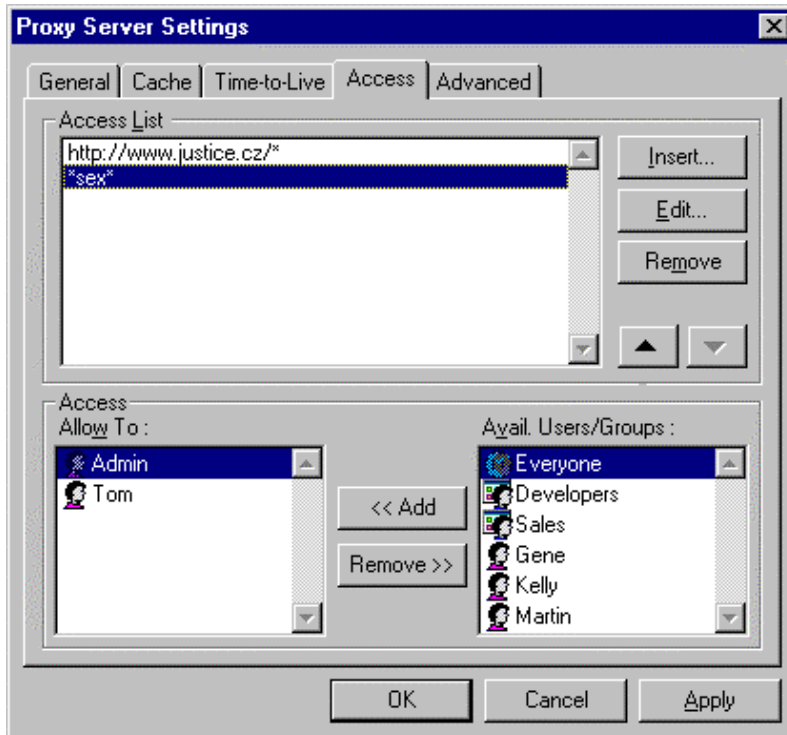 Proxy Server Settings
General Cache Time-to-Live Access Advanced
Access List
http://www.justice.cz/*
*sex*
Insert...
Edit...
Remove
Access
Allow To :
Admin
Tom
<< Add
Remove >>
Avail. Users/Groups :
Everyone
Developers
Sales
Gene
Kelly
Martin
OK Cancel Apply